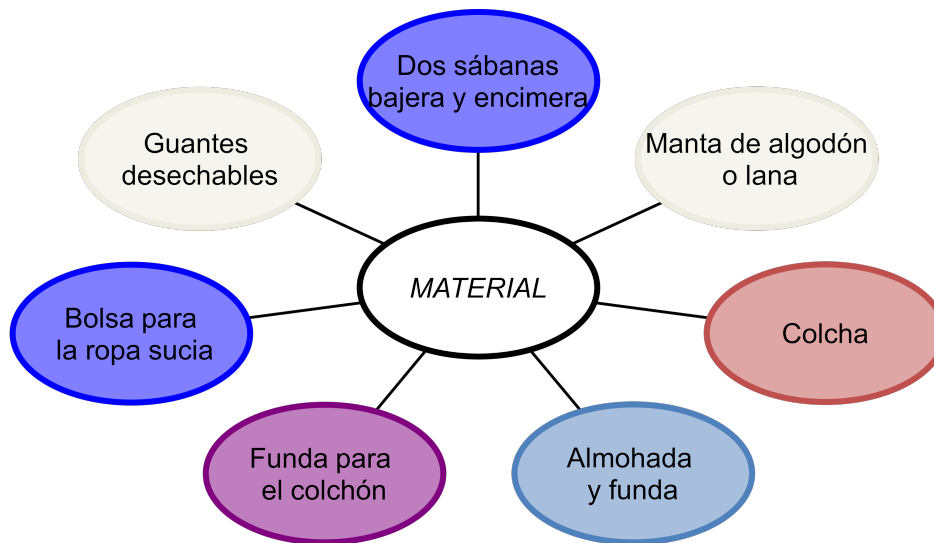 Dos sábanas
bajera y encimera
Guantes
desechables
Manta de algodón
o lana
MATERIAL
Bolsa para
la ropa sucia
Colcha
Funda para
el colchón
Almohada
y funda